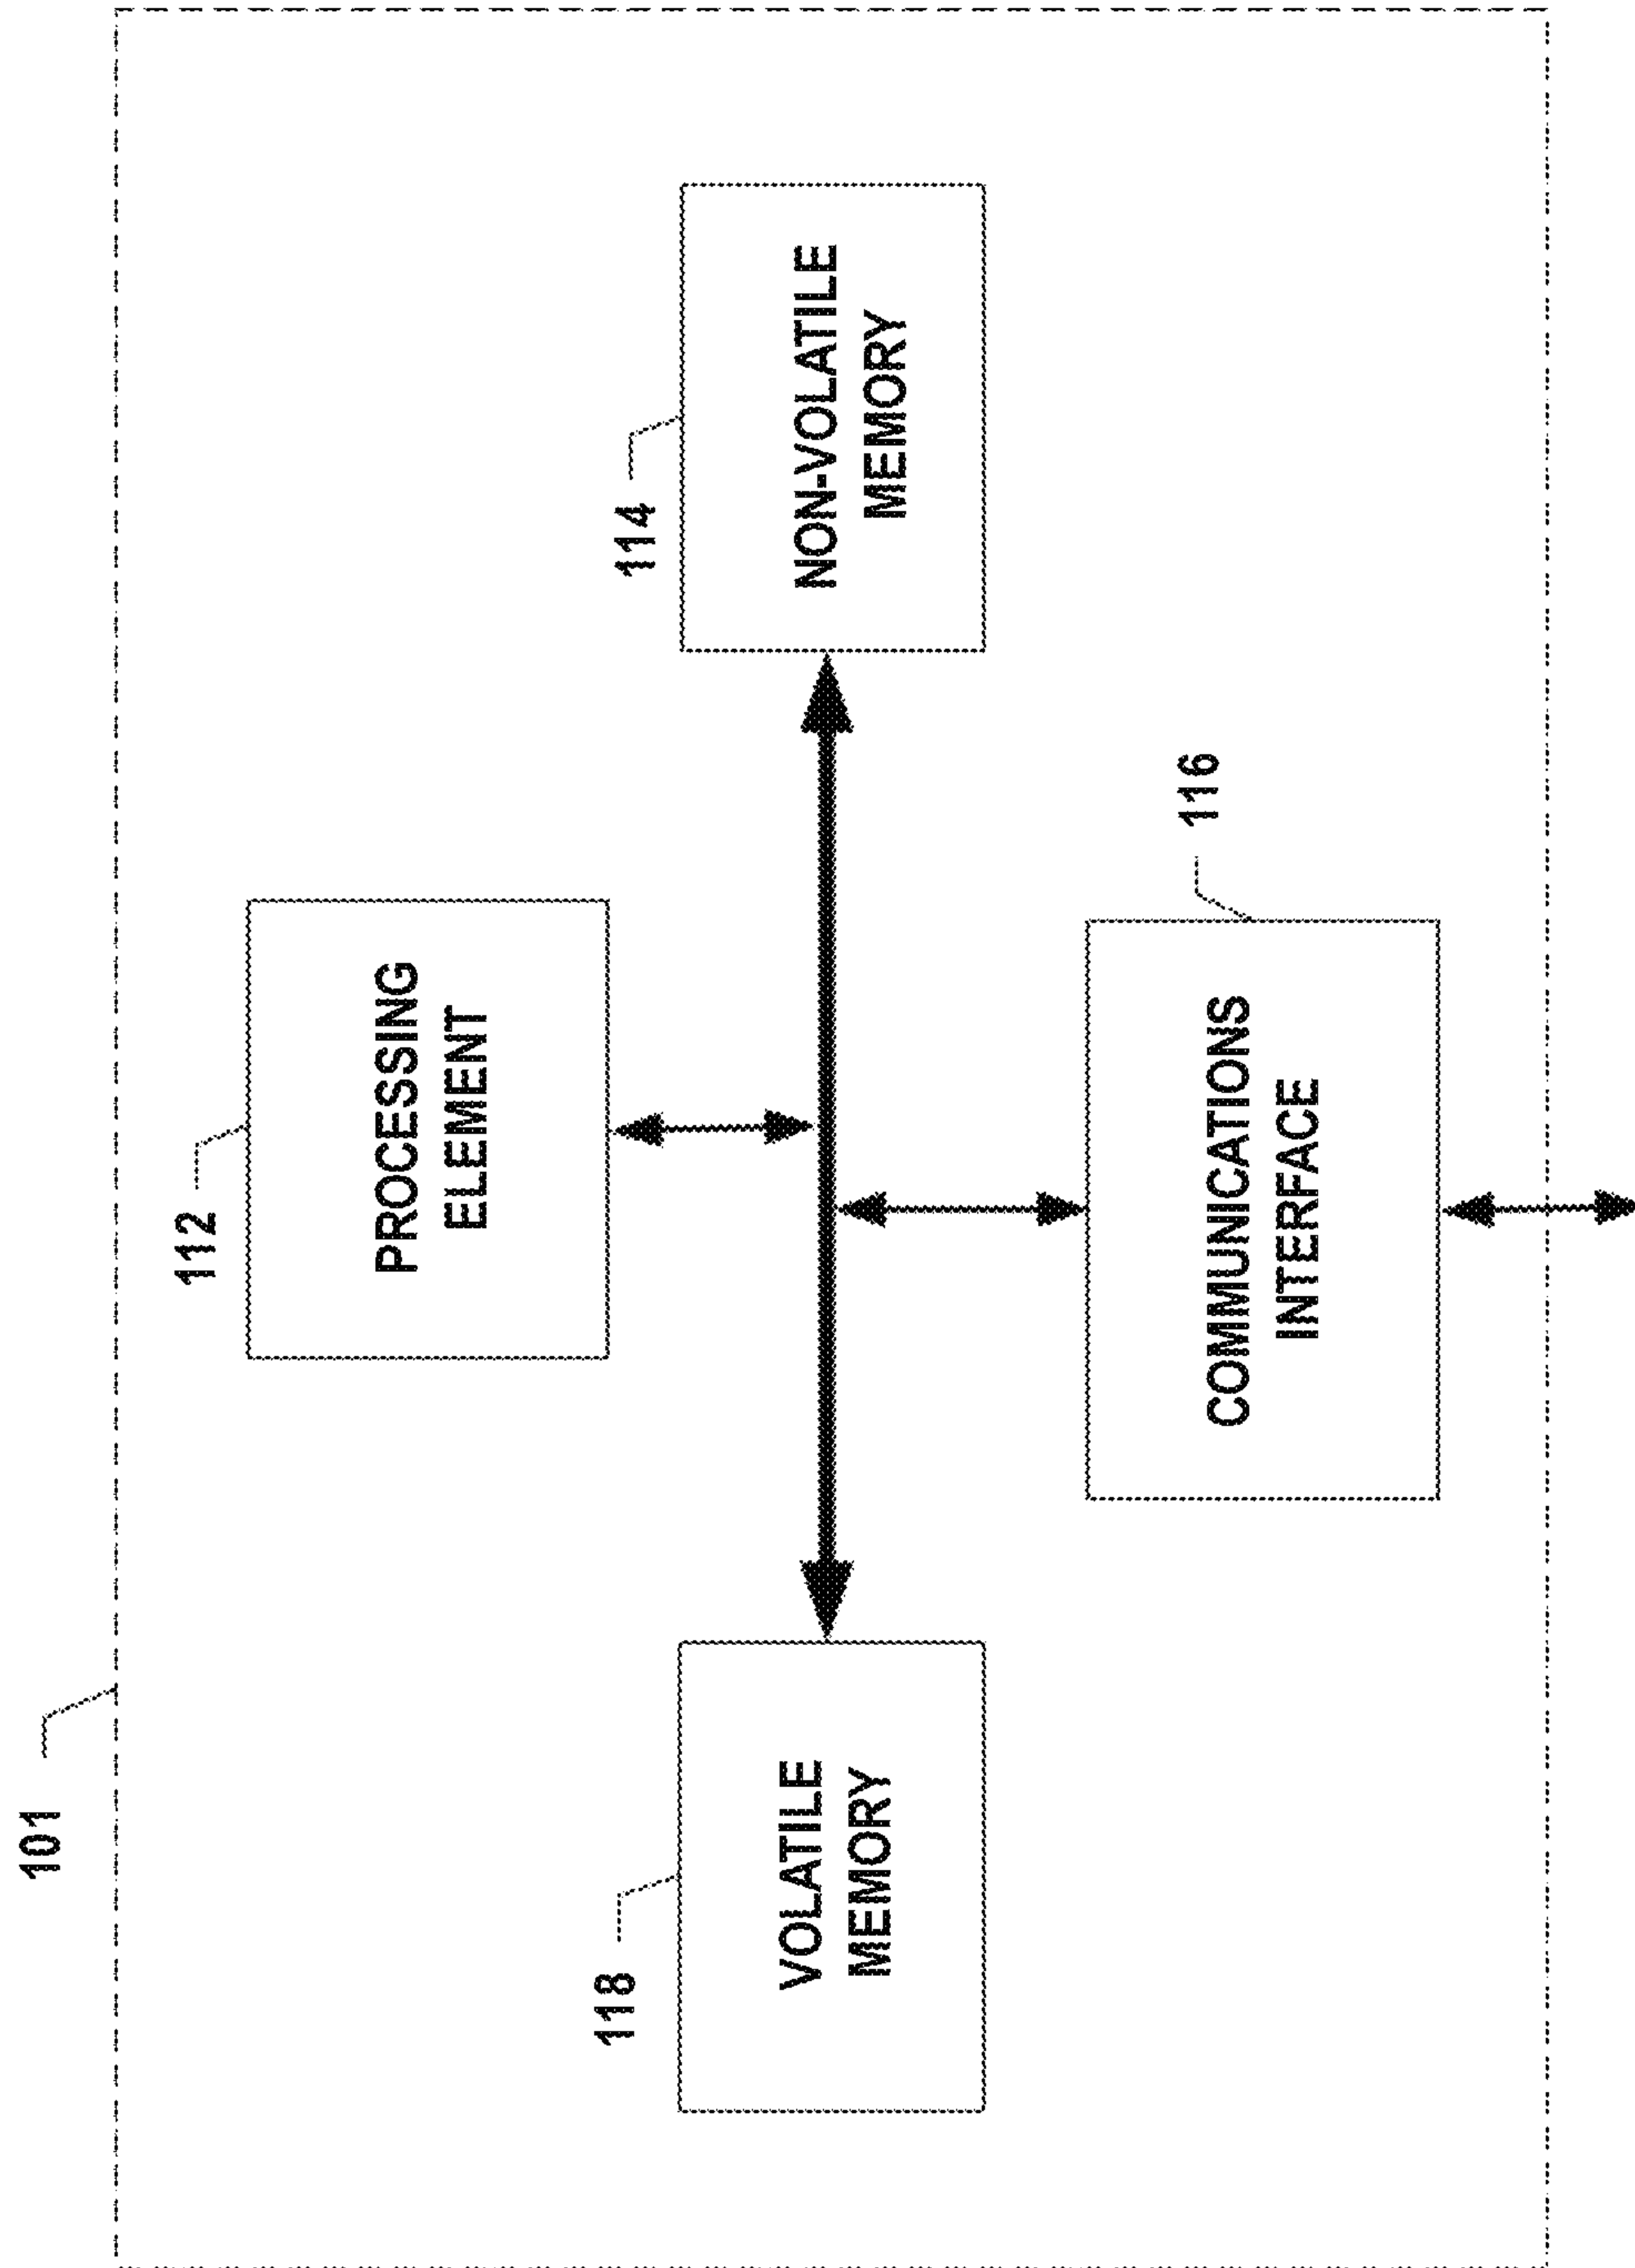 101
112
PROCESSING
ELEMENT
118
VOLATILE
MEMORY
114
NON-VOLATILE
MEMORY
116
COMMUNICATIONS
INTERFACE